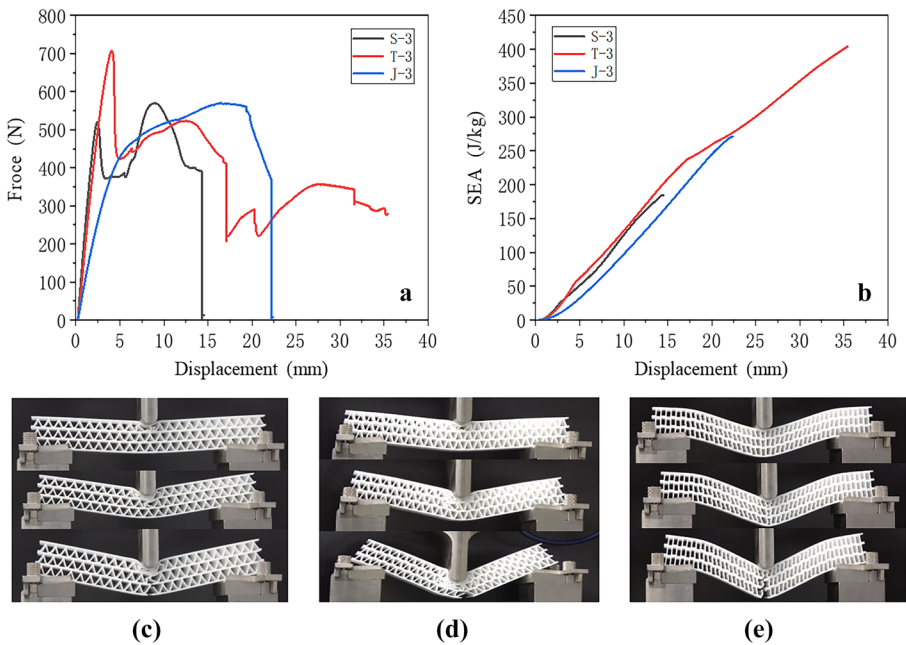 800
700
600
500
400
300
200
100
0
Froce (N)
S-3
T-3
J-3
a
0 5 10 15 20 25 30 35 40
Displacement (mm)
450
400
350
300
250
200
150
100
50
0
SEA (J/kg)
S-3
T-3
J-3
b
0 5 10 15 20 25 30 35 40
Displacement (mm)
(c) (d) (e)